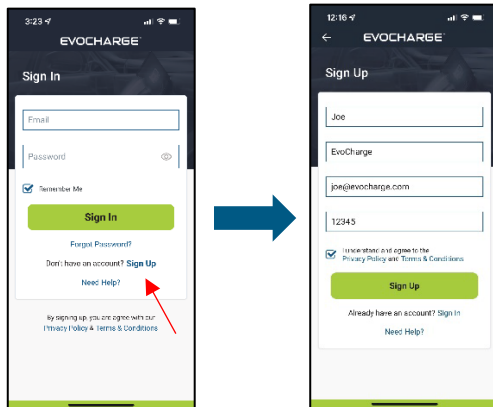 3:23
EVOCHARGE
Sign In
Email
Password
Remember Me
Sign In
Forgot Password?
Don't have an account? Sign Up
Need Help?
By signing up, you are agree with our
Privacy Policy & Terms & Conditions
12:16
EVOCHARGE
Sign Up
Joe
EvoCharge
joe@evocharge.com
12345
I understand and agree to the
Privacy Policy and Terms & Conditions
Sign Up
Already have an account? Sign In
Need Help?